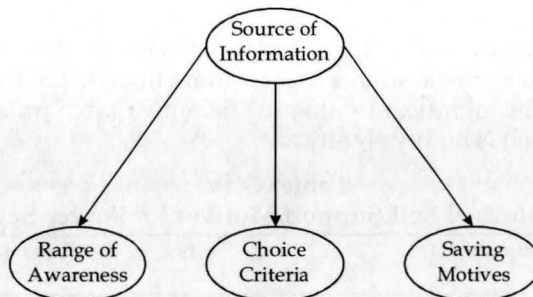 Source of
Information
Range of
Awareness
Choice
Criteria
Saving
Motives